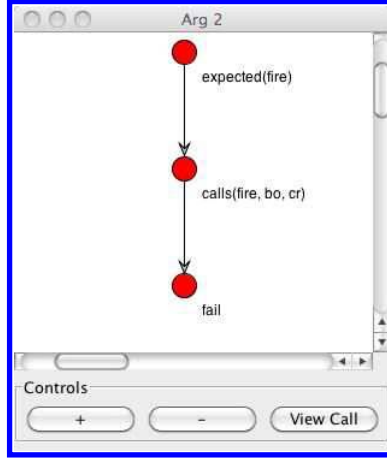 Arg 2
expected(fire)
calls(fire, bo, cr)
fail
Controls
+
-
View Call